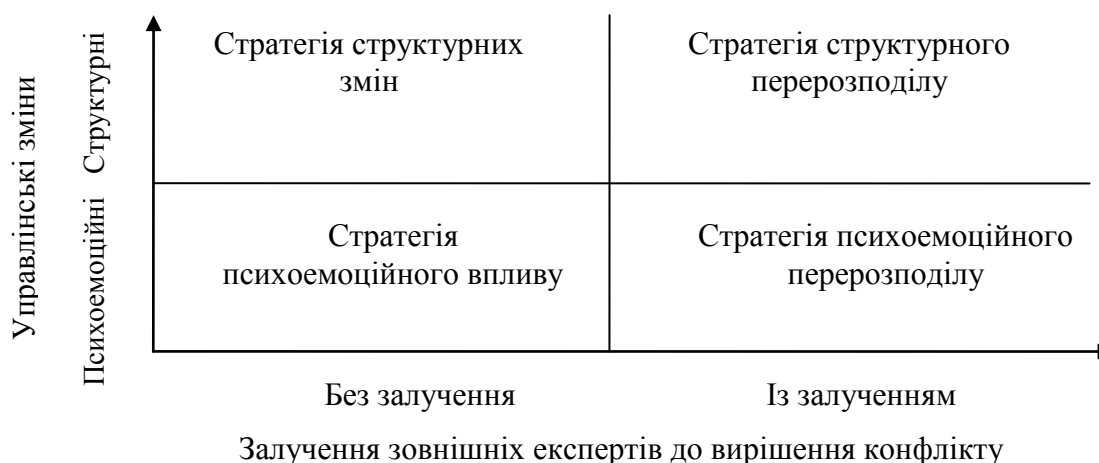 Управлінські зміни
Структурні
Психоемоційні
Стратегія структурних
змін
Стратегія структурного
перерозподілу
Стратегія
психоемоційного впливу
Стратегія психоемоційного
перерозподілу
Без залучення
Із залученням
Залучення зовнішніх експертів до вирішення конфлікту